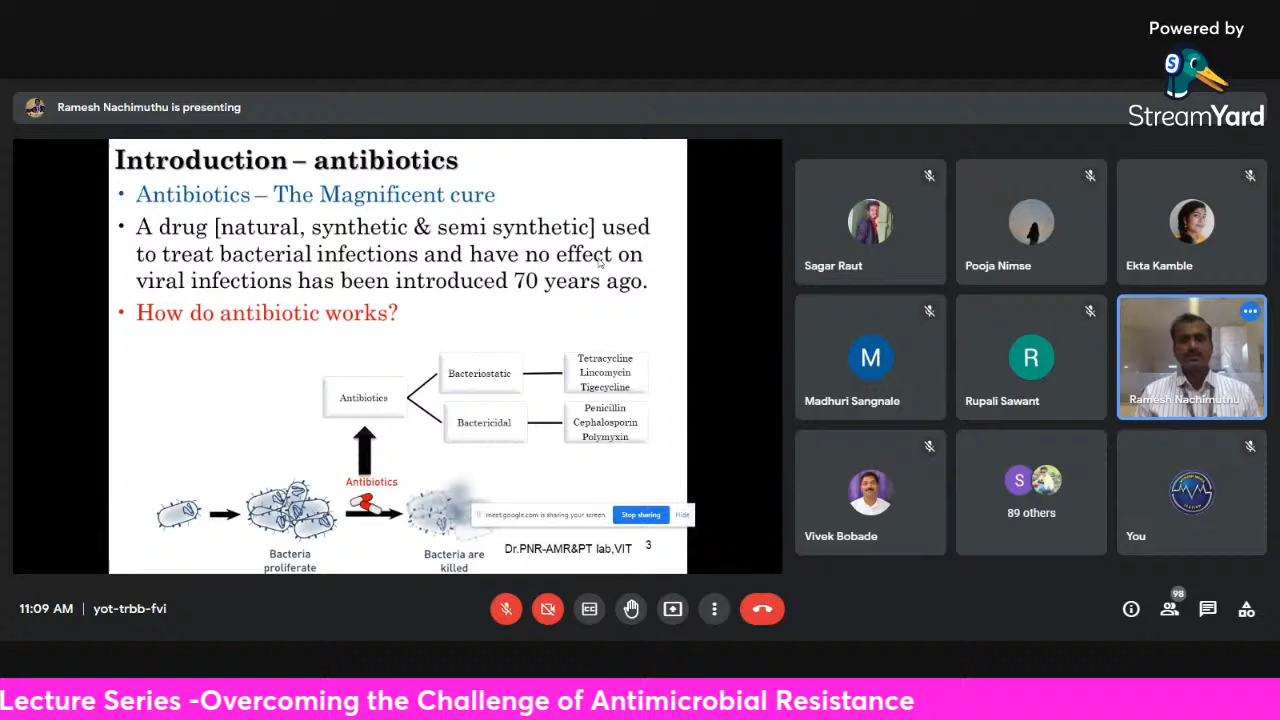 Powered by
StreamYard
Ramesh Nachimuthu is presenting
Introduction – antibiotics
• Antibiotics – The Magnificent cure
• A drug [natural, synthetic & semi synthetic] used
to treat bacterial infections and have no effect on
viral infections has been introduced 70 years ago.
• How do antibiotic works?
Antibiotics
Bacteriostatic
Tetracycline
Lincomycin
Tigecycline
Bactericidal
Penicillin
Cephalosporin
Polymyxin
Antibiotics
Bacteria
proliferate
Bacteria are
killed
meet.google.com is sharing your screen.
Stop sharing
Hide
Dr.PNR-AMR&PT lab,VIT
3
Sagar Raut
Pooja Nimse
Ekta Kamble
M
Madhuri Sangnale
R
Rupali Sawant
Ramesh Nachimuthu
Vivek Bobade
S
89 others
You
11:09 AM | yot-trbb-fvi
98
Lecture Series -Overcoming the Challenge of Antimicrobial Resistance